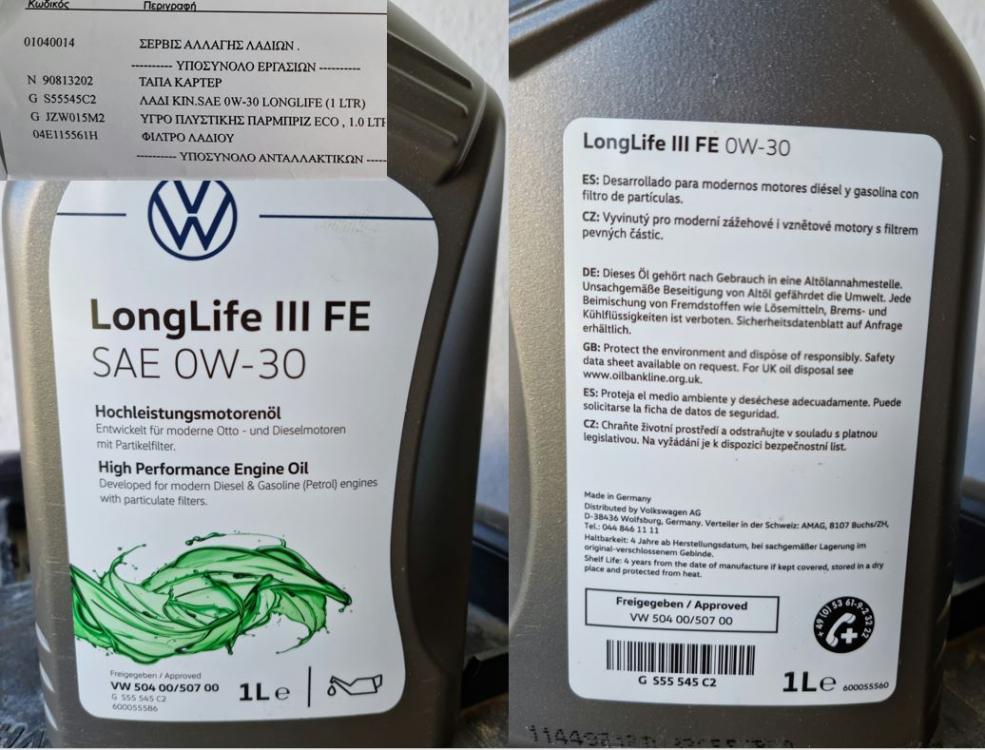 Κωδικός Περιγραφή
01040014 ΣΕΡΒΙΣ ΑΛΛΑΓΗΣ ΛΑΔΙΩΝ .
---------- ΥΠΟΣΥΝΟΛΟ ΕΡΓΑΣΙΩΝ ----------
N 90813202 ΤΑΠΑ ΚΑΡΤΕΡ
G S55545C2 ΛΑΔΙ ΚΙΝ.SAE 0W-30 LONGLIFE (1 LTR)
G JZW015M2 ΥΓΡΟ ΠΛΥΣΤΙΚΗΣ ΠΑΡΜΠΡΙΖ ECO , 1.0 LTR
04E115561H ΦΙΛΤΡΟ ΛΑΔΙΟΥ
---------- ΥΠΟΣΥΝΟΛΟ ΑΝΤΑΛΛΑΚΤΙΚΩΝ -----
VW
LongLife III FE
SAE 0W-30
Hochleistungsmotorenöl
Entwickelt für moderne Otto - und Dieselmotoren
mit Partikelfilter.
High Performance Engine Oil
Developed for modern Diesel & Gasoline (Petrol) engines
with particulate filters.
Freigegeben / Approved
VW 504 00/507 00
G S55 545 C2
600055586
1L e
LongLife III FE 0W-30
ES: Desarrollado para modernos motores diésel y gasolina con
filtro de partículas.
CZ: Vyvinutý pro moderní zážehové i vznětové motory s filtrem
pevných částic.
DE: Dieses Öl gehört nach Gebrauch in eine Altölannahmestelle.
Unsachgemäße Beseitigung von Altöl gefährdet die Umwelt. Jede
Beimischung von Fremdstoffen wie Lösemitteln, Brems- und
Kühlflüssigkeiten ist verboten. Sicherheitsdatenblatt auf Anfrage
erhältlich.
GB: Protect the environment and dispose of responsibly. Safety
data sheet available on request. For UK oil disposal see
www.oilbankline.org.uk.
ES: Proteja el medio ambiente y deséchese adecuadamente. Puede
solicitarse la ficha de datos de seguridad.
CZ: Chraňte životní prostředí a odstraňujte v souladu s platnou
legislativou. Na vyžádání je k dispozici bezpečnostní list.
Made in Germany
Distributed by Volkswagen AG
D-38436 Wolfsburg, Germany. Verteiler in der Schweiz: AMAG, 8107 Buchs/ZH,
Tel.: 044 846 11 11
Haltbarkeit: 4 Jahre ab Herstellungsdatum, bei sachgemäßer Lagerung im
original-verschlossenem Gebinde.
Shelf Life: 4 years from the date of manufacture if kept covered, stored in a dry
place and protected from heat.
Freigegeben / Approved
VW 504 00/507 00
+49 (0) 53 61-9-2 32 22
G S55 545 C2
1L e 600055560